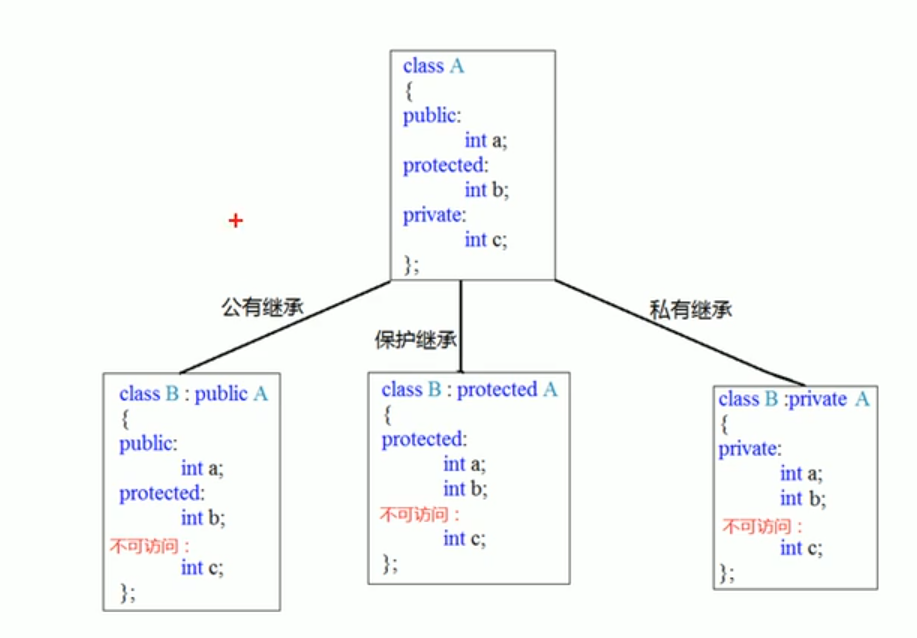 class A
{
public:
int a;
protected:
int b;
private:
int c;
};
公有继承
保护继承
私有继承
class B : public A
{
public:
int a;
protected:
int b;
不可访问：
int c;
};
class B : protected A
{
protected:
int a;
int b;
不可访问：
int c;
};
class B :private A
{
private:
int a;
int b;
不可访问：
int c;
};